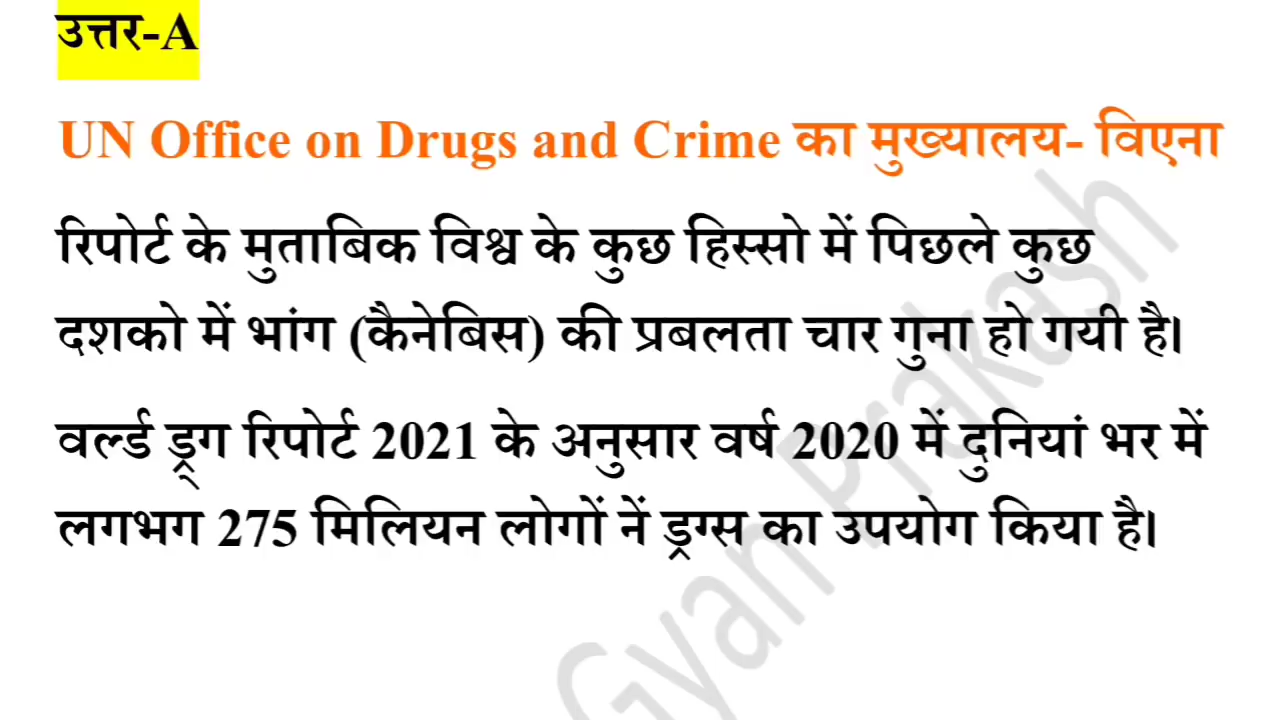 उत्तर-A
UN Office on Drugs and Crime का मुख्यालय- विएना
रिपोर्ट के मुताबिक विश्व के कुछ हिस्सो में पिछले कुछ
दशको में भांग (कैनेबिस) की प्रबलता चार गुना हो गयी है।
वर्ल्ड ड्र्ग रिपोर्ट 2021 के अनुसार वर्ष 2020 में दुनियां भर में
लगभग 275 मिलियन लोगों नें ड्रग्स का उपयोग किया है।
Gyan Prakash